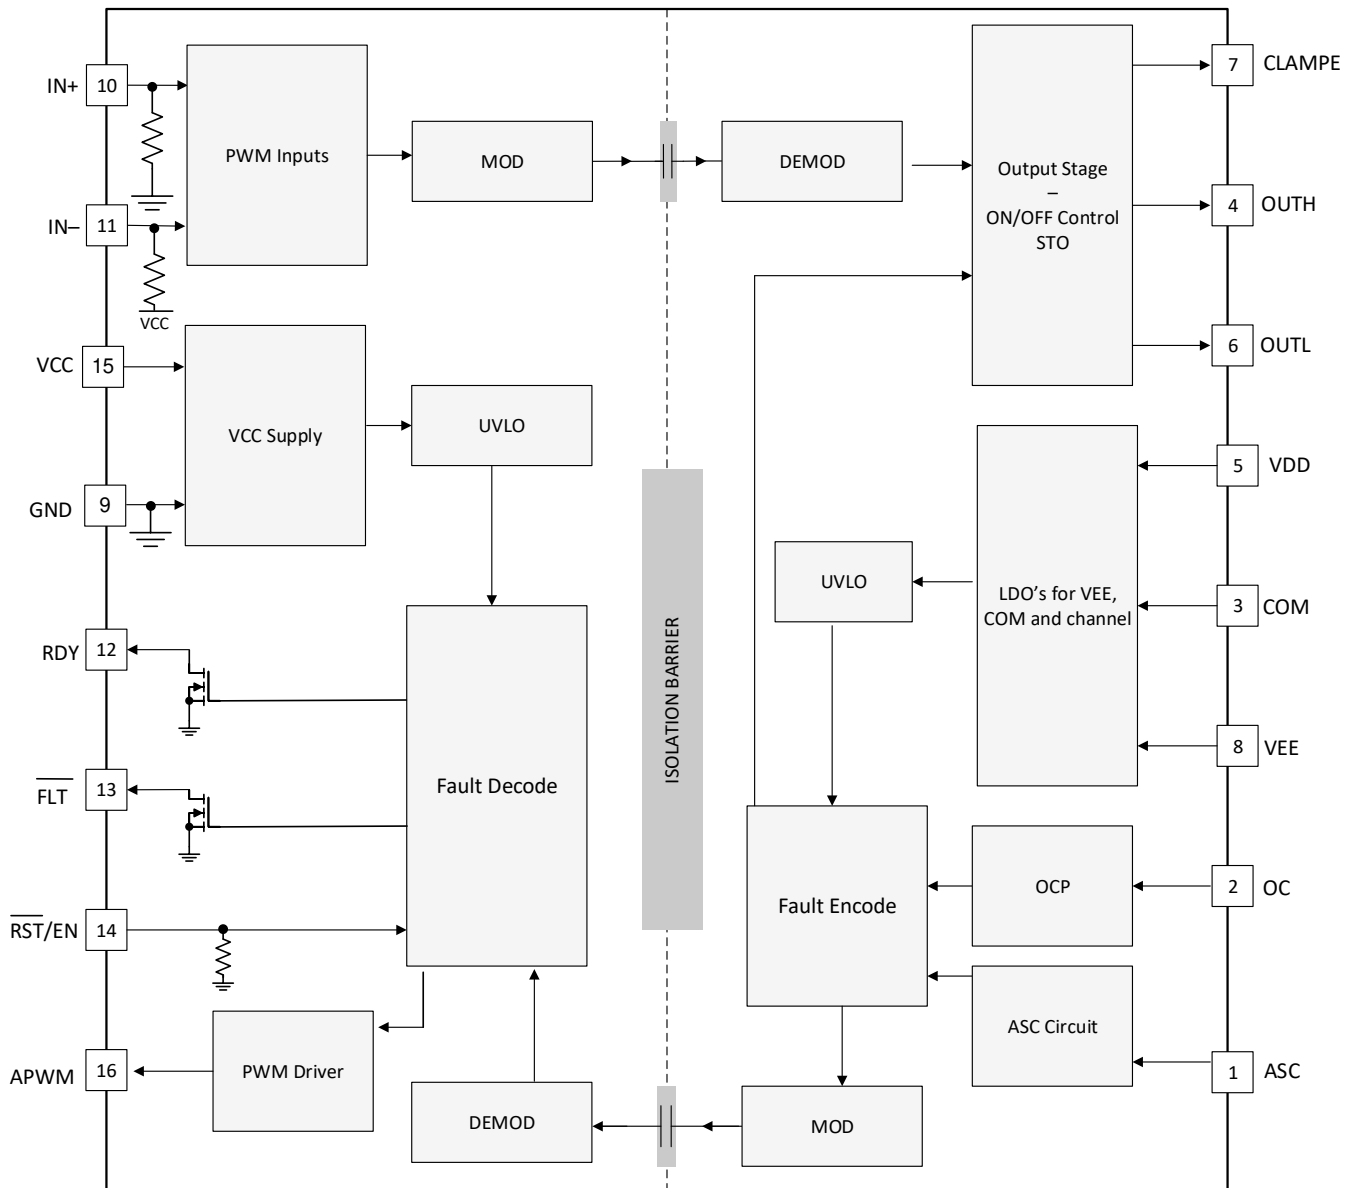 IN+
10
PWM Inputs
MOD
DEMOD
Output Stage
–
ON/OFF Control
STO
7
CLAMPE
IN–
11
VCC
4
OUTH
6
OUTL
VCC
15
VCC Supply
UVLO
GND
9
5
VDD
UVLO
LDO's for VEE,
COM and channel
3
COM
8
VEE
ISOLATION BARRIER
RDY
12
FLT
13
Fault Decode
RST/EN
14
Fault Encode
OCP
2
OC
ASC Circuit
1
ASC
APWM
16
PWM Driver
DEMOD
MOD